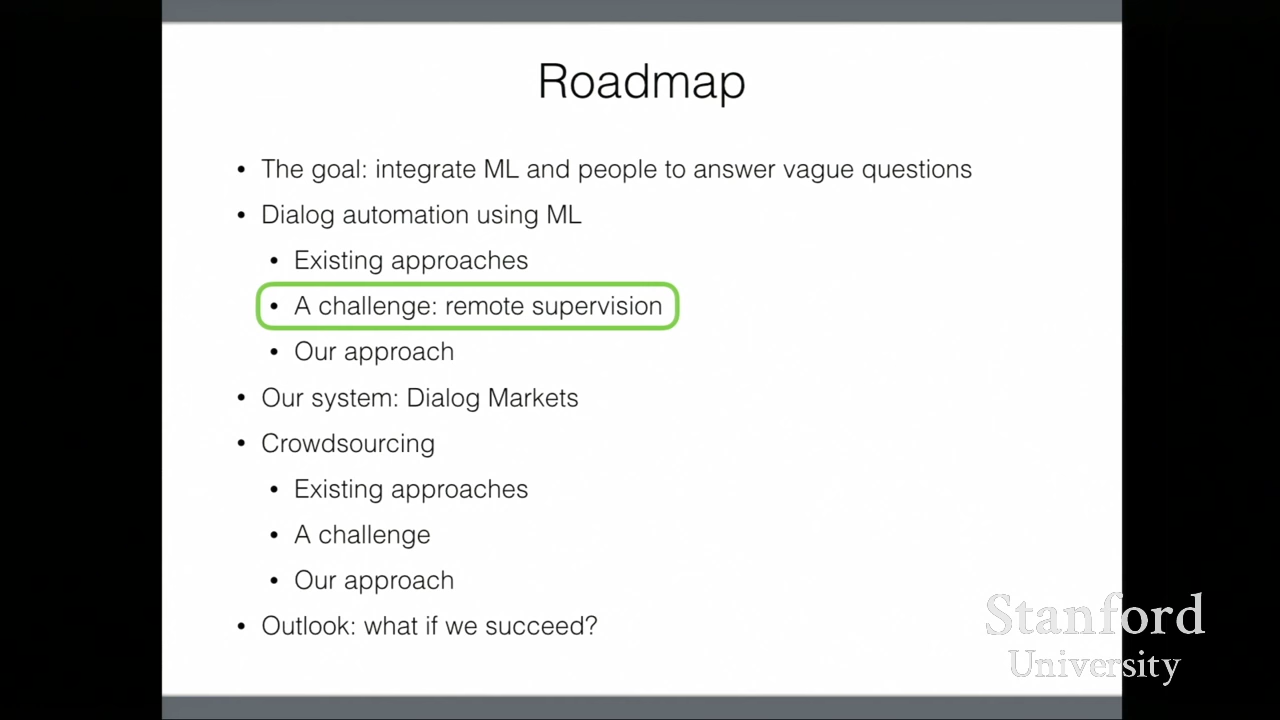 Roadmap
• The goal: integrate ML and people to answer vague questions
• Dialog automation using ML
• Existing approaches
• A challenge: remote supervision
• Our approach
• Our system: Dialog Markets
• Crowdsourcing
• Existing approaches
• A challenge
• Our approach
• Outlook: what if we succeed?
Stanford
University